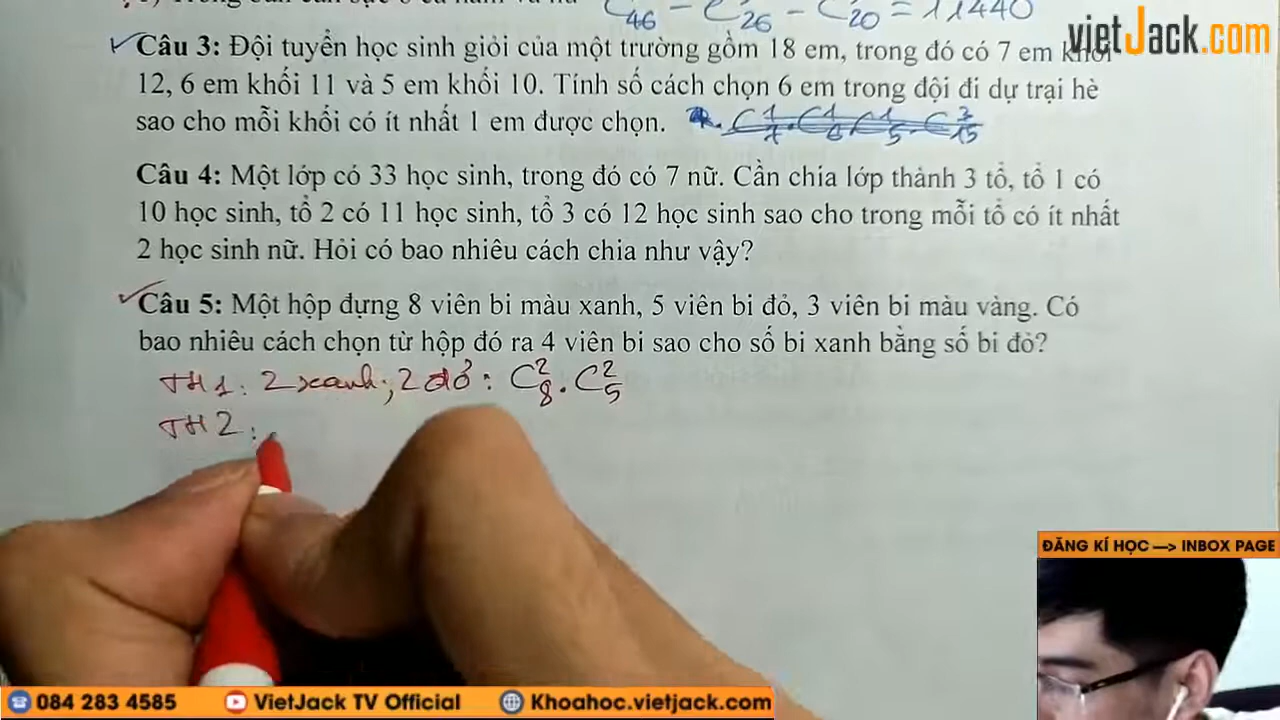 C 46 - C 26 - C 20 = 11440
vietJack.com
Câu 3: Đội tuyển học sinh giỏi của một trường gồm 18 em, trong đó có 7 em khối
12, 6 em khối 11 và 5 em khối 10. Tính số cách chọn 6 em trong đội đi dự trại hè
sao cho mỗi khối có ít nhất 1 em được chọn.
Câu 4: Một lớp có 33 học sinh, trong đó có 7 nữ. Cần chia lớp thành 3 tổ, tổ 1 có
10 học sinh, tổ 2 có 11 học sinh, tổ 3 có 12 học sinh sao cho trong mỗi tổ có ít nhất
2 học sinh nữ. Hỏi có bao nhiêu cách chia như vậy?
Câu 5: Một hộp đựng 8 viên bi màu xanh, 5 viên bi đỏ, 3 viên bi màu vàng. Có
bao nhiêu cách chọn từ hộp đó ra 4 viên bi sao cho số bi xanh bằng số bi đỏ?
TH1: 2 xanh; 2 đỏ: C²₈ . C²₅
TH2:
ĐĂNG KÍ HỌC —> INBOX PAGE
084 283 4585 VietJack TV Official Khoahoc.vietjack.com